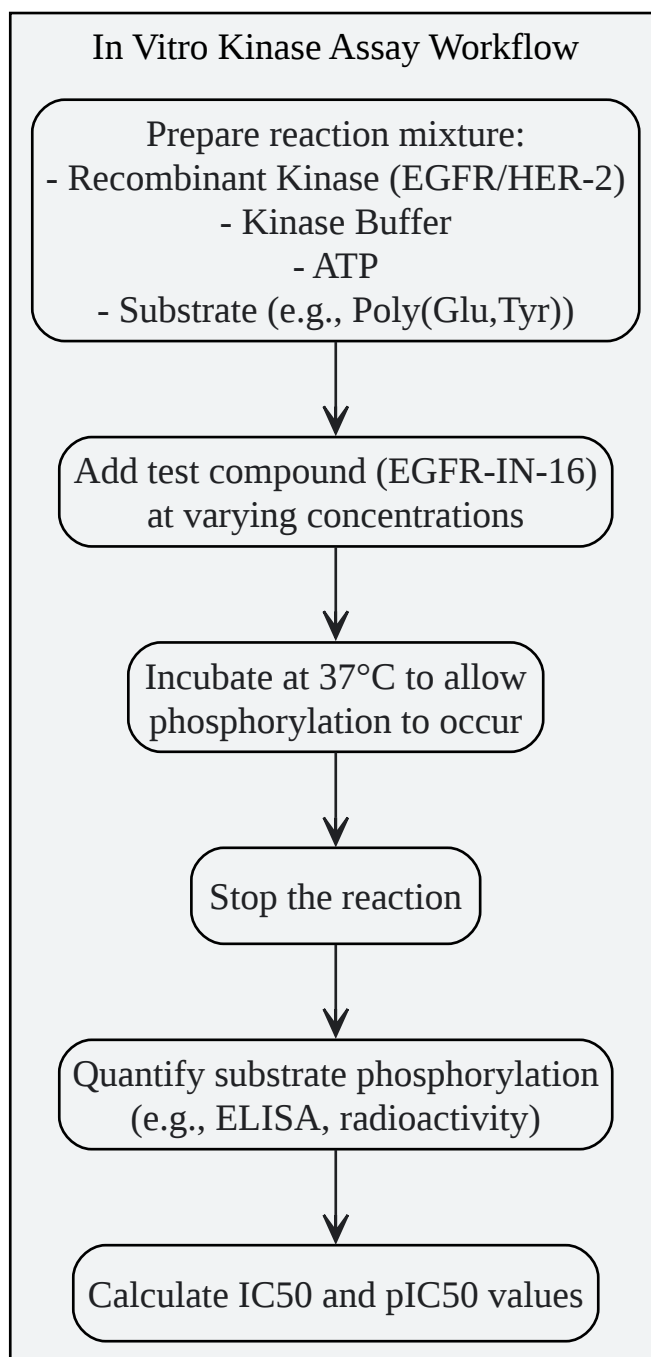 In Vitro Kinase Assay Workflow
Prepare reaction mixture:
- Recombinant Kinase (EGFR/HER-2)
- Kinase Buffer
- ATP
- Substrate (e.g., Poly(Glu,Tyr))
Add test compound (EGFR-IN-16)
at varying concentrations
Incubate at 37°C to allow
phosphorylation to occur
Stop the reaction
Quantify substrate phosphorylation
(e.g., ELISA, radioactivity)
Calculate IC50 and pIC50 values